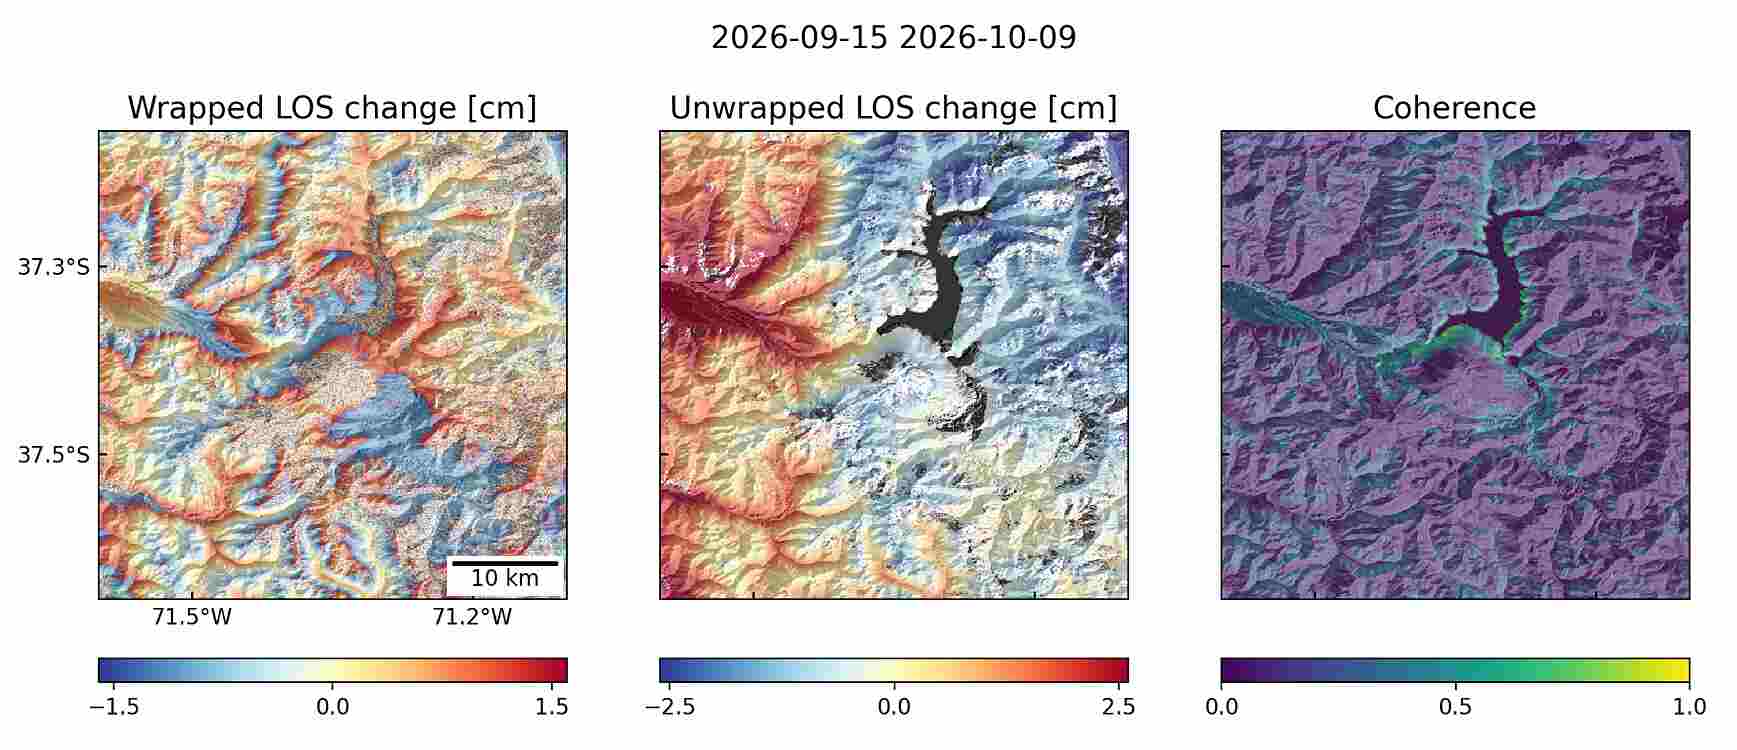 2026-09-15 2026-10-09
Wrapped LOS change [cm]
Unwrapped LOS change [cm]
Coherence
37.3°S
37.5°S
10 km
71.5°W
71.2°W
−1.5
0.0
1.5
−2.5
0.0
2.5
0.0
0.5
1.0